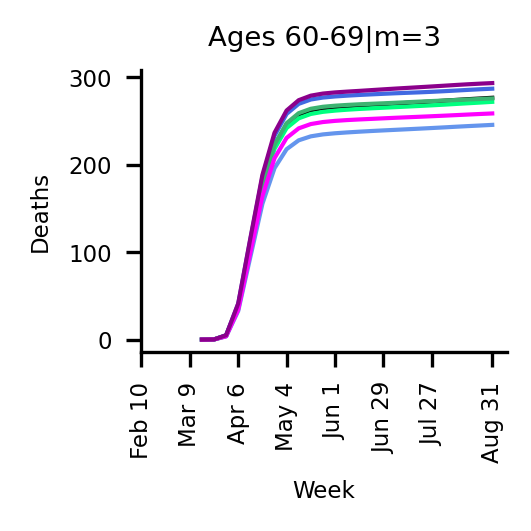 Ages 60-69|m=3
Deaths
300
200
100
0
Feb 10
Mar 9
Apr 6
May 4
Jun 1
Jun 29
Jul 27
Aug 31
Week